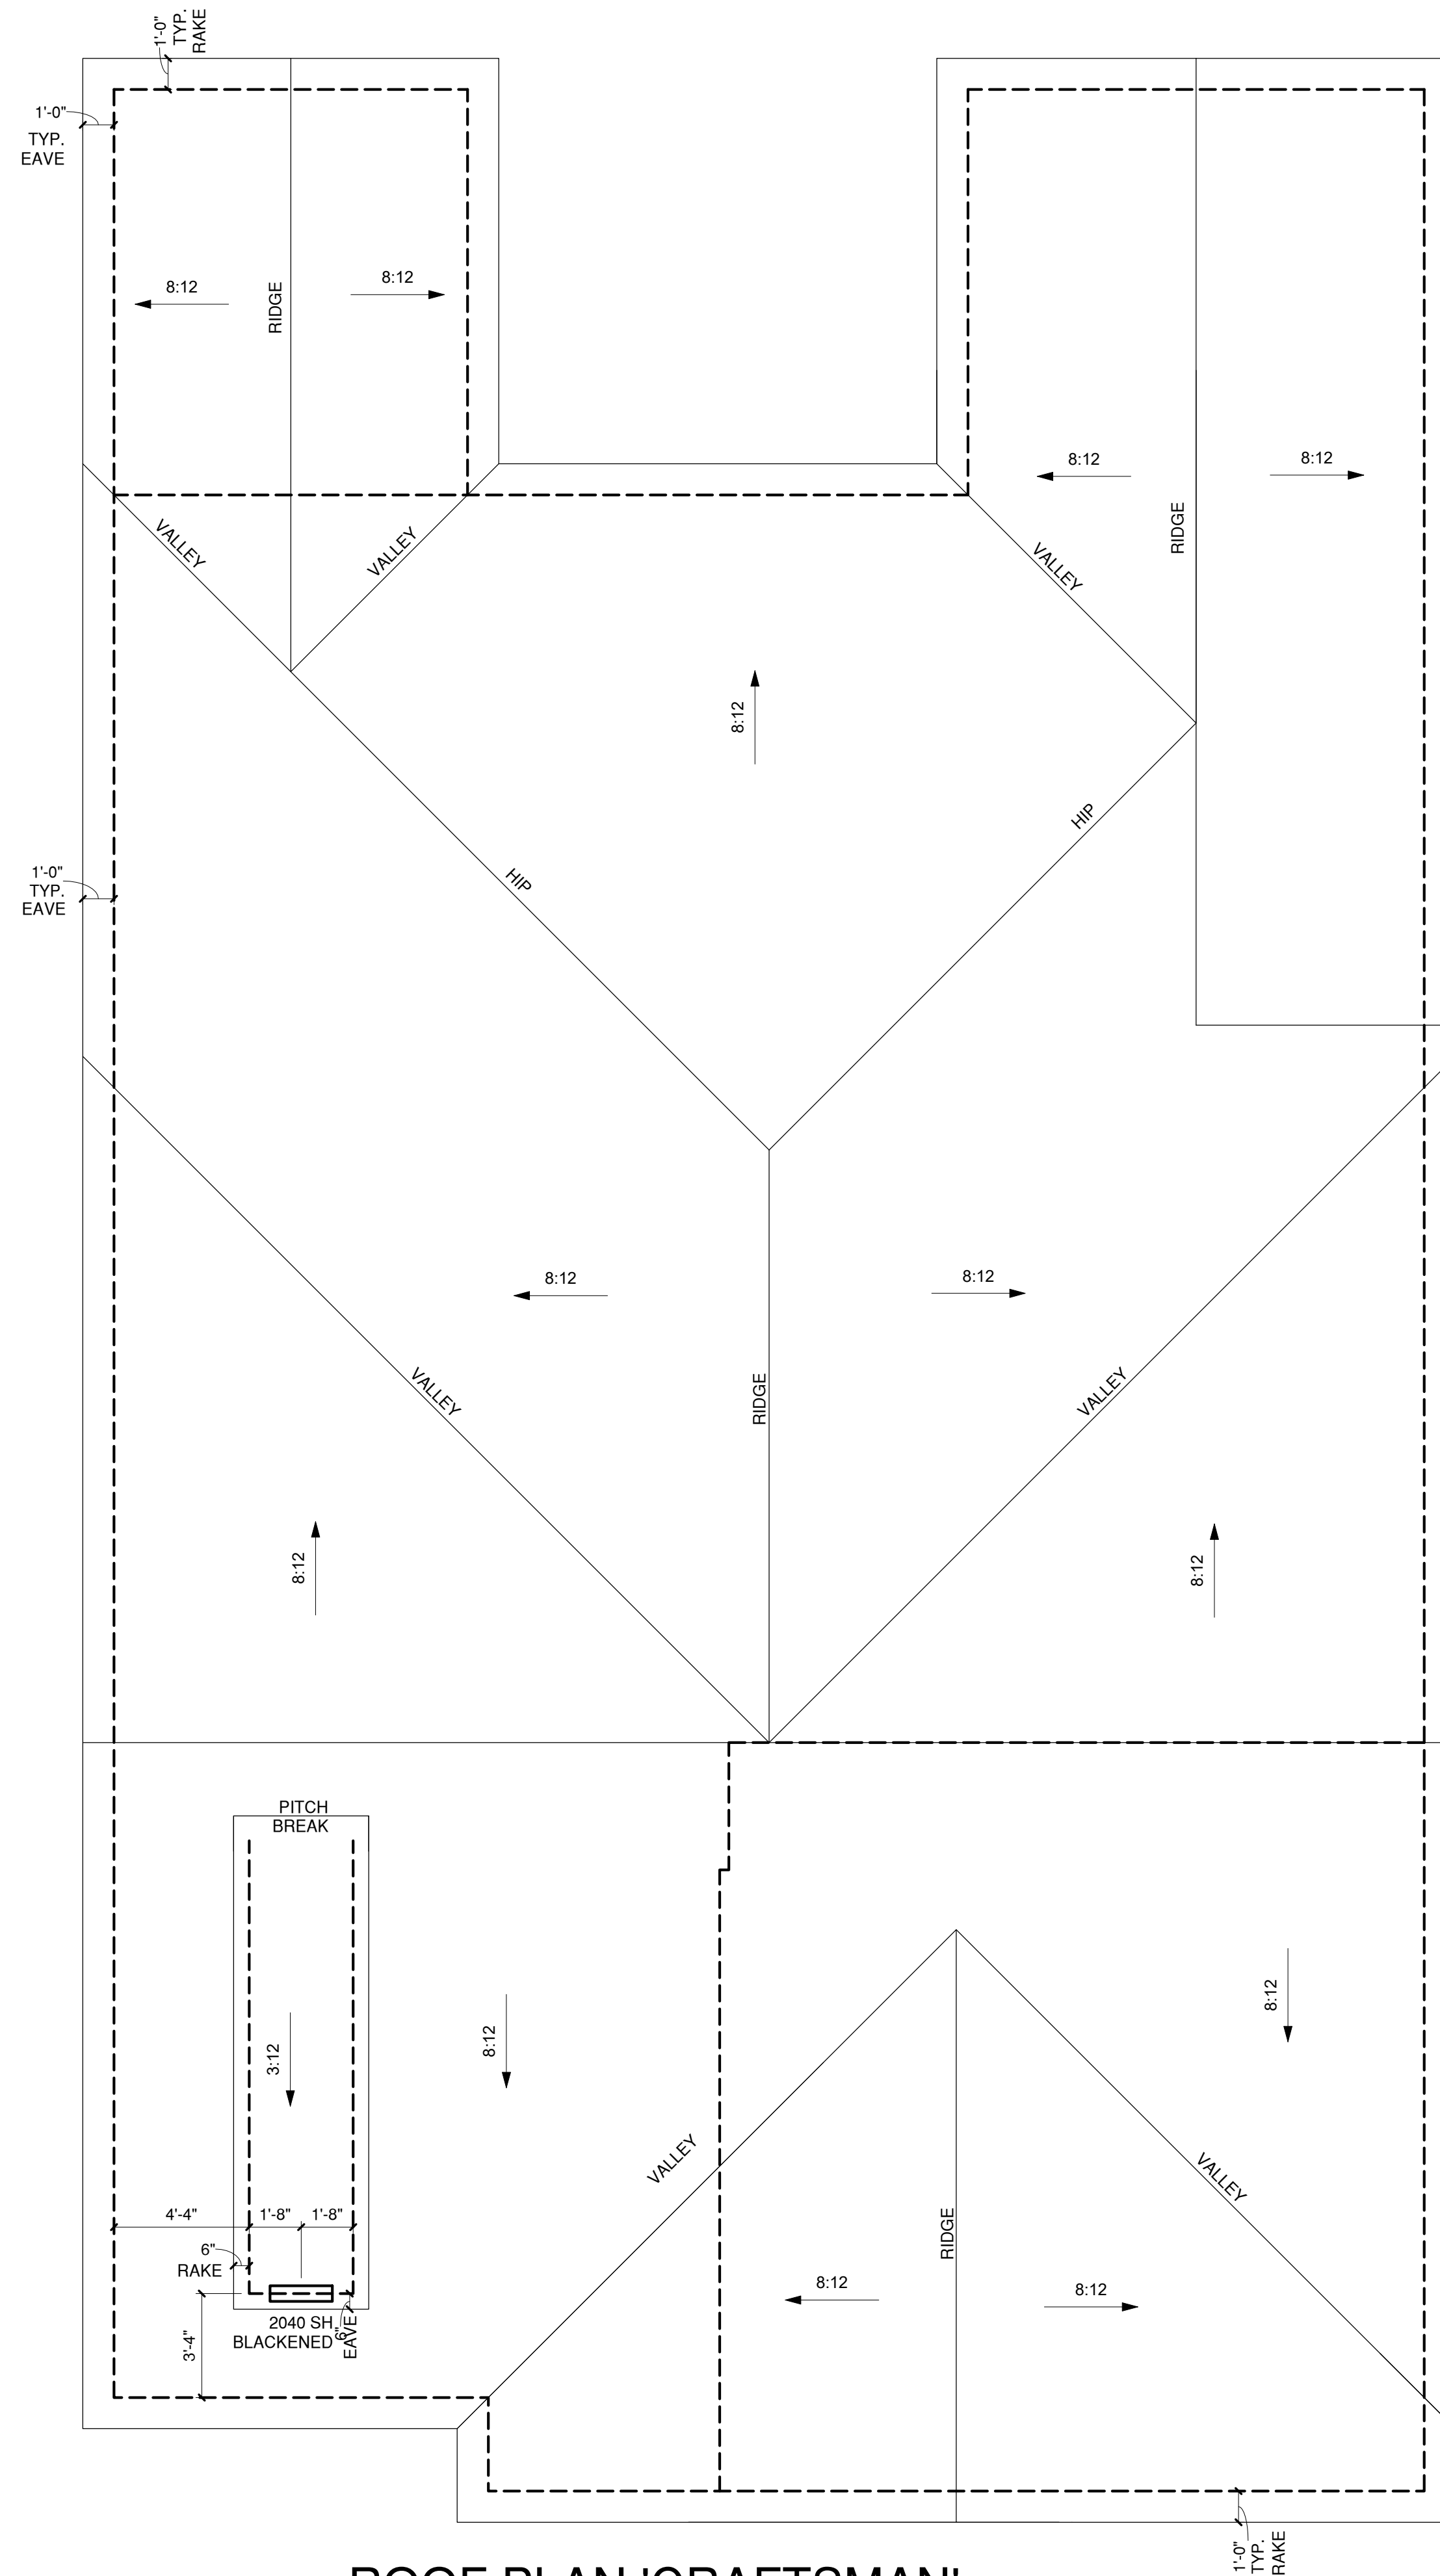 1'-0"
TYP.
RAKE
1'-0"
TYP.
EAVE
8:12
8:12
RIDGE
8:12
8:12
RIDGE
VALLEY
VALLEY
VALLEY
8:12
HIP
HIP
1'-0"
TYP.
EAVE
8:12
8:12
RIDGE
VALLEY
VALLEY
8:12
8:12
PITCH
BREAK
3:12
8:12
8:12
VALLEY
VALLEY
RIDGE
4'-4"
1'-8"
1'-8"
6"
RAKE
3'-4"
2040 SH
BLACKENED
6"
EAVE
8:12
8:12
1'-0"
TYP.
RAKE
ROOF PLAN 'CRAFTSMAN'